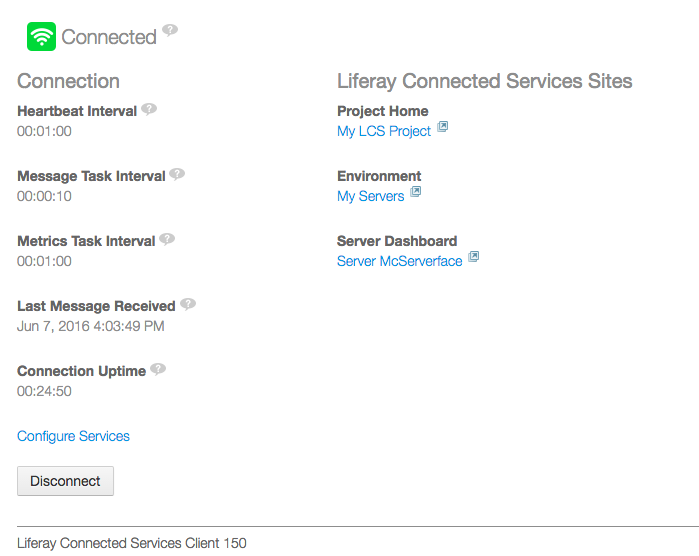 Connected
Connection
Heartbeat Interval
00:01:00
Message Task Interval
00:00:10
Metrics Task Interval
00:01:00
Last Message Received
Jun 7, 2016 4:03:49 PM
Connection Uptime
00:24:50
Configure Services
Disconnect
Liferay Connected Services Sites
Project Home
My LCS Project
Environment
My Servers
Server Dashboard
Server McServerface
Liferay Connected Services Client 150